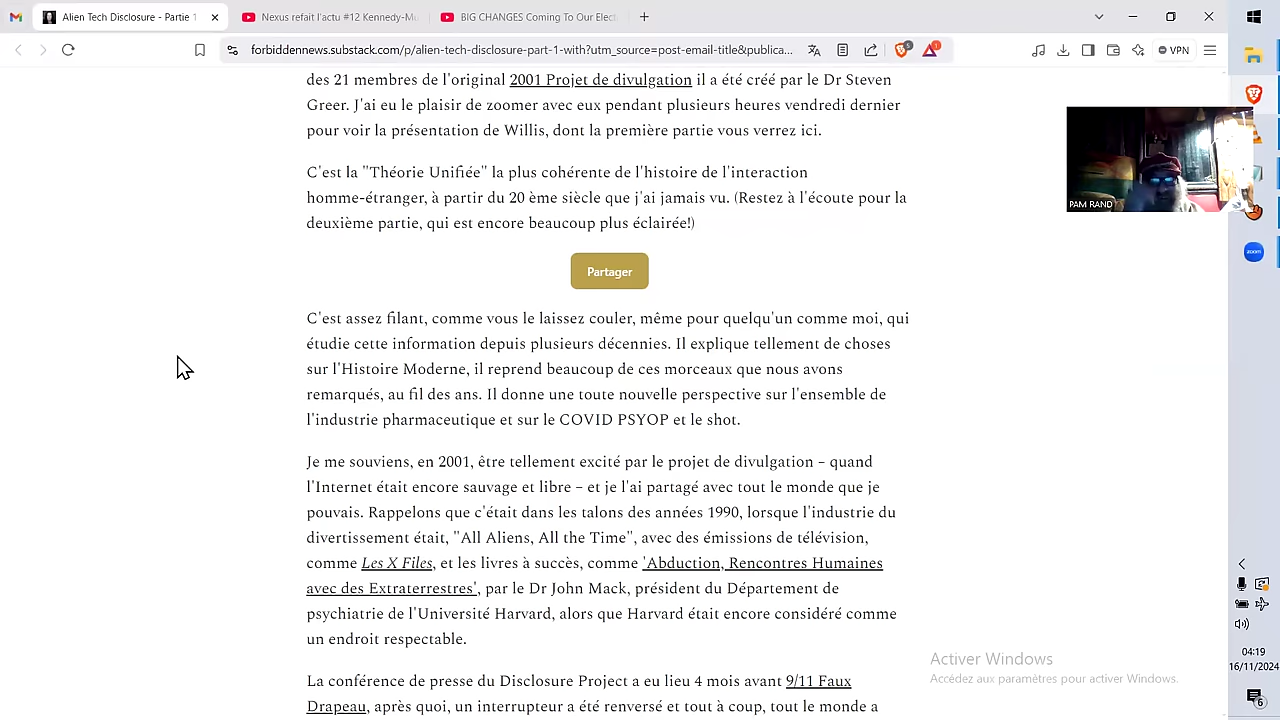 Alien Tech Disclosure - Partie 1
Nexus refait l'actu #12 Kennedy-Mu
BIG CHANGES Coming To Our Elect
forbiddennews.substack.com/p/alien-tech-disclosure-part-1-with?utm_source=post-email-title&publica...
5
1
VPN
des 21 membres de l'original 2001 Projet de divulgation il a été créé par le Dr Steven
Greer. J'ai eu le plaisir de zoomer avec eux pendant plusieurs heures vendredi dernier
pour voir la présentation de Willis, dont la première partie vous verrez ici.
C'est la "Théorie Unifiée" la plus cohérente de l'histoire de l'interaction
homme-étranger, à partir du 20 ème siècle que j'ai jamais vu. (Restez à l'écoute pour la
deuxième partie, qui est encore beaucoup plus éclairée!)
Partager
C'est assez filant, comme vous le laissez couler, même pour quelqu'un comme moi, qui
étudie cette information depuis plusieurs décennies. Il explique tellement de choses
sur l'Histoire Moderne, il reprend beaucoup de ces morceaux que nous avons
remarqués, au fil des ans. Il donne une toute nouvelle perspective sur l'ensemble de
l'industrie pharmaceutique et sur le COVID PSYOP et le shot.
Je me souviens, en 2001, être tellement excité par le projet de divulgation – quand
l'Internet était encore sauvage et libre – et je l'ai partagé avec tout le monde que je
pouvais. Rappelons que c'était dans les talons des années 1990, lorsque l'industrie du
divertissement était, "All Aliens, All the Time", avec des émissions de télévision,
comme Les X Files, et les livres à succès, comme 'Abduction, Rencontres Humaines
avec des Extraterrestres', par le Dr John Mack, président du Département de
psychiatrie de l'Université Harvard, alors que Harvard était encore considéré comme
un endroit respectable.
La conférence de presse du Disclosure Project a eu lieu 4 mois avant 9/11 Faux
Drapeau, après quoi, un interrupteur a été renversé et tout à coup, tout le monde a
PAM RAND
zoom
Activer Windows
Accédez aux paramètres pour activer Windows.
04:19
16/11/2024
6